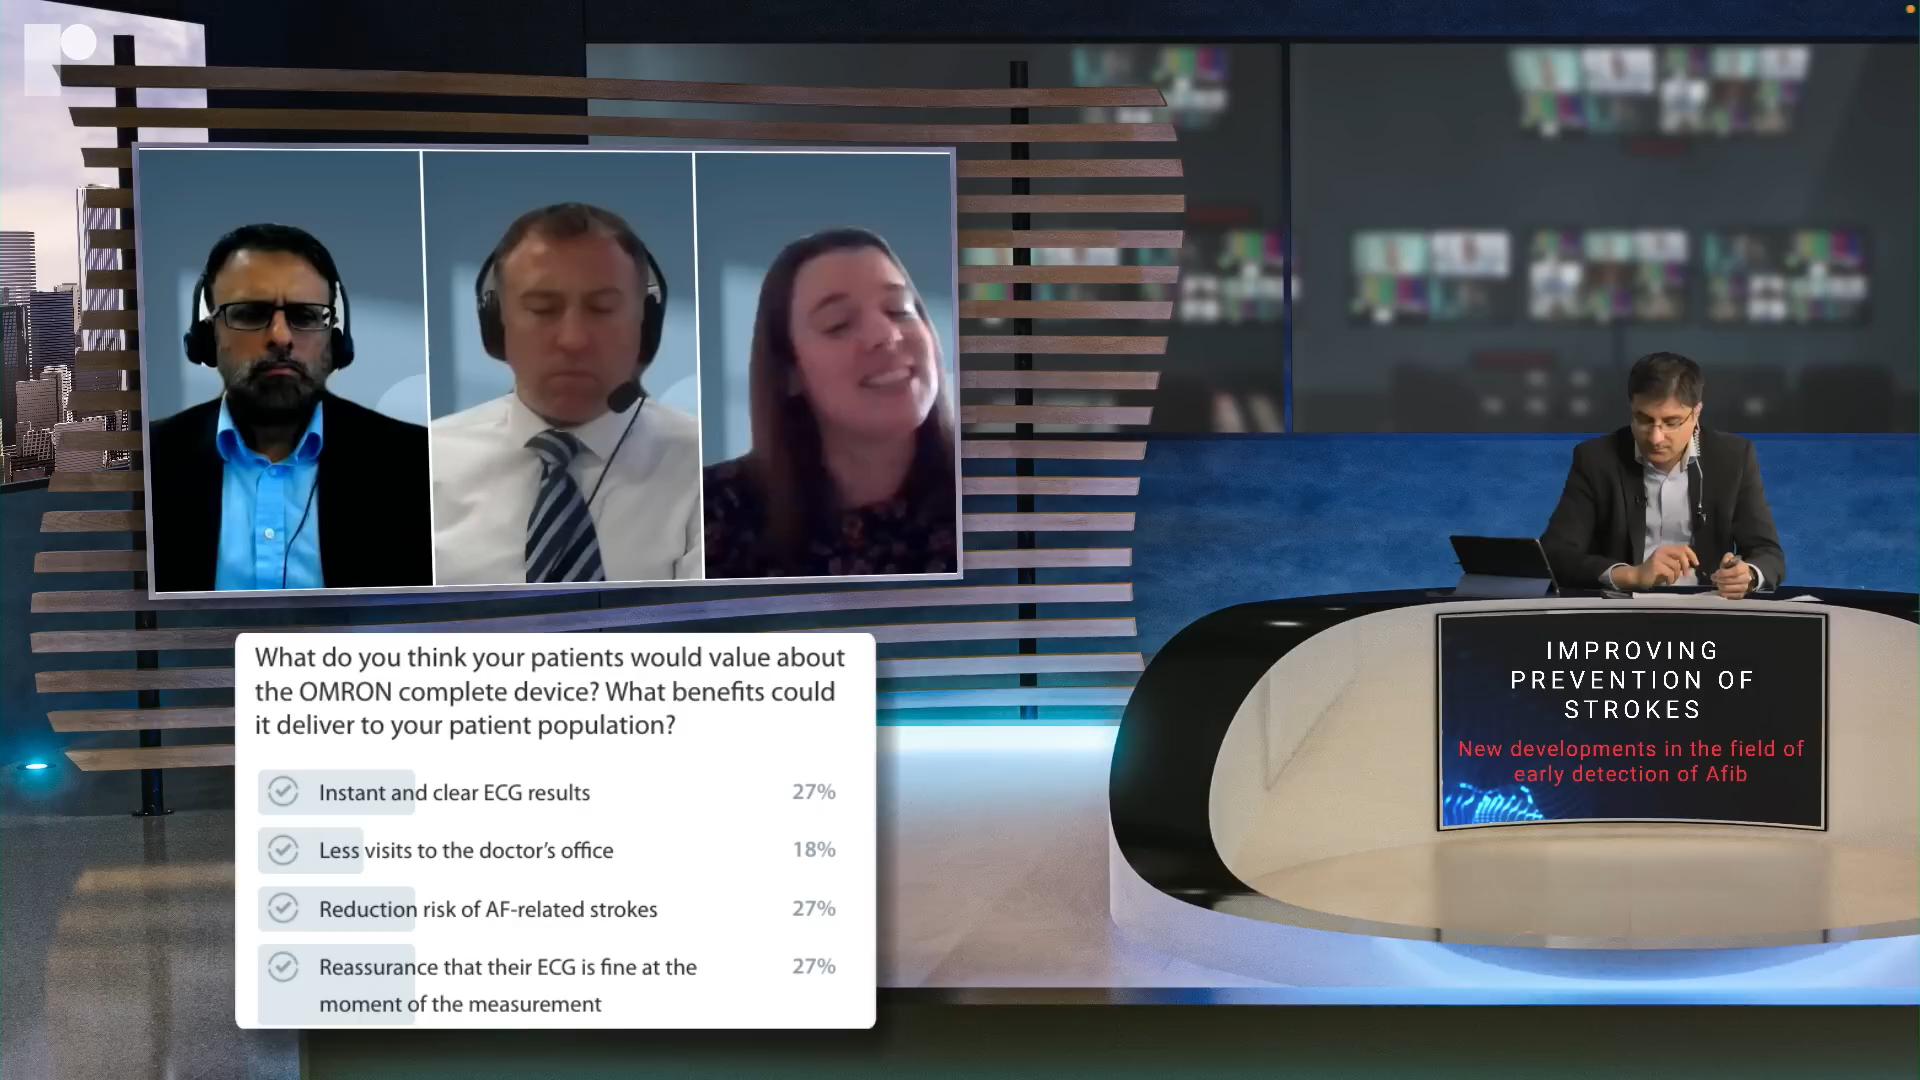 What do you think your patients would value about
the OMRON complete device? What benefits could
it deliver to your patient population?
Instant and clear ECG results 27%
Less visits to the doctor's office 18%
Reduction risk of AF-related strokes 27%
Reassurance that their ECG is fine at the 27%
moment of the measurement
IMPROVING
PREVENTION OF
STROKES
New developments in the field of
early detection of Afib